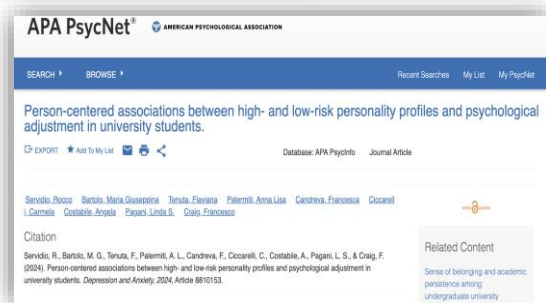 APA PsycNet® AMERICAN PSYCHOLOGICAL ASSOCIATION
SEARCH BROWSE Recent Searches My List My PsycNet
Person-centered associations between high- and low-risk personality profiles and psychological
adjustment in university students.
EXPORT Add To My List Database: APA PsycInfo Journal Article
Servidio, Rocco Bartolo, Maria Giuseppina Tenuta, Flaviana Palermiti, Anna Lisa Candreva, Francesca Ciccarell
i, Carmela Costabile, Angela Pagani, Linda S. Craig, Francesco
Citation
Servidio, R., Bartolo, M. G., Tenuta, F., Palermiti, A. L., Candreva, F., Ciccarelli, C., Costabile, A., Pagani, L. S., & Craig, F.
(2024). Person-centered associations between high- and low-risk personality profiles and psychological adjustment in
university students. Depression and Anxiety, 2024, Article 8810153.
Related Content
Sense of belonging and academic
persistence among
undergraduate university